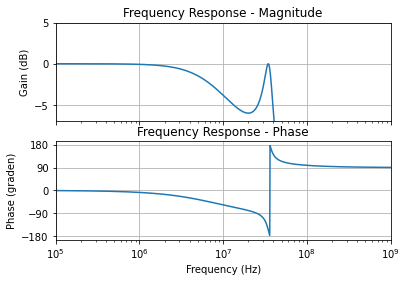 Frequency Response - Magnitude
5
0
−5
Gain (dB)
Frequency Response - Phase
180
90
0
−90
−180
Phase (graden)
10^5 10^6 10^7 10^8 10^9
Frequency (Hz)